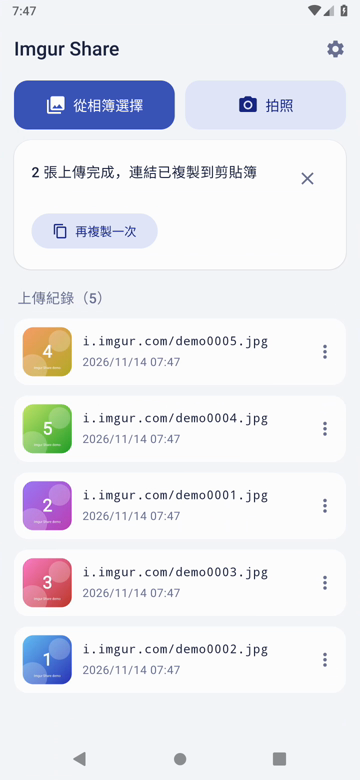 7:47
Imgur Share
從相簿選擇
拍照
2 張上傳完成，連結已複製到剪貼簿
再複製一次
上傳紀錄（5）
4
i.imgur.com/demo0005.jpg
2026/11/14 07:47
5
i.imgur.com/demo0004.jpg
2026/11/14 07:47
2
i.imgur.com/demo0001.jpg
2026/11/14 07:47
3
i.imgur.com/demo0003.jpg
2026/11/14 07:47
1
i.imgur.com/demo0002.jpg
2026/11/14 07:47